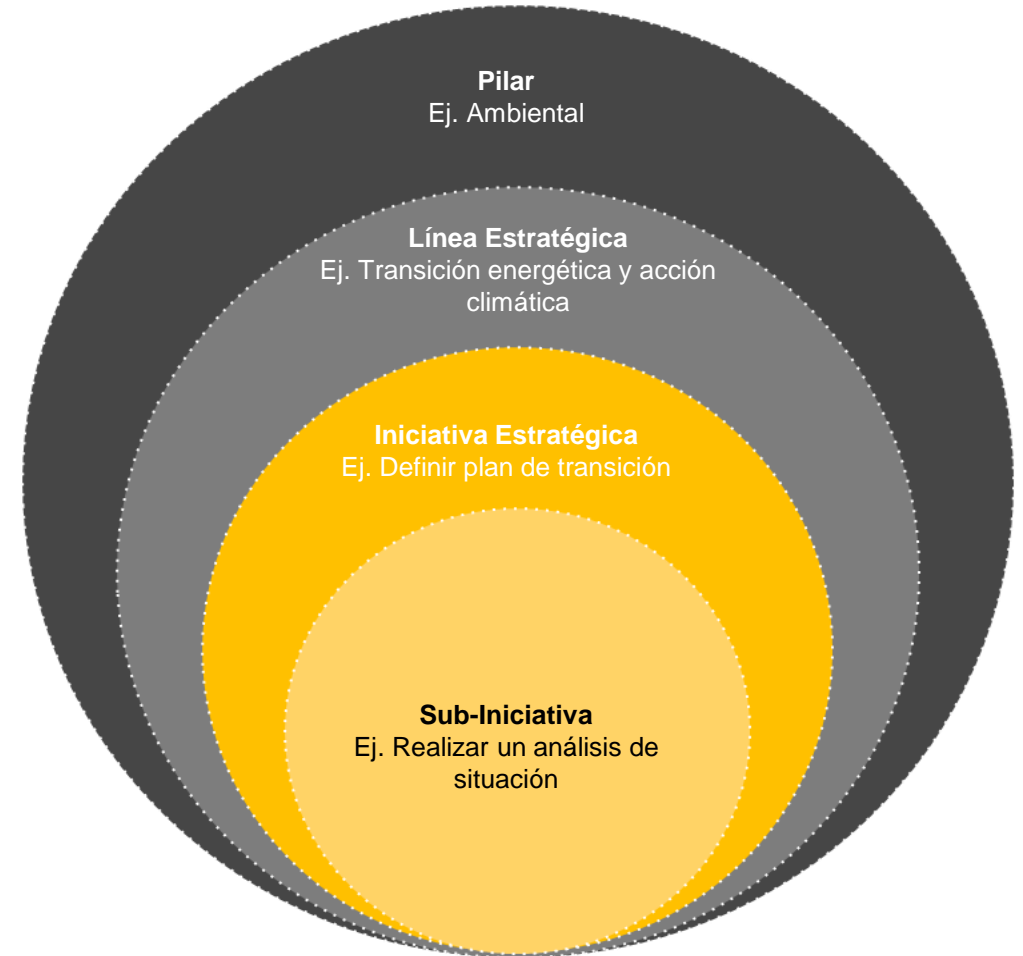 Pilar
Ej. Ambiental
Línea Estratégica
Ej. Transición energética y acción
climática
Iniciativa Estratégica
Ej. Definir plan de transición
Sub-Iniciativa
Ej. Realizar un análisis de
situación